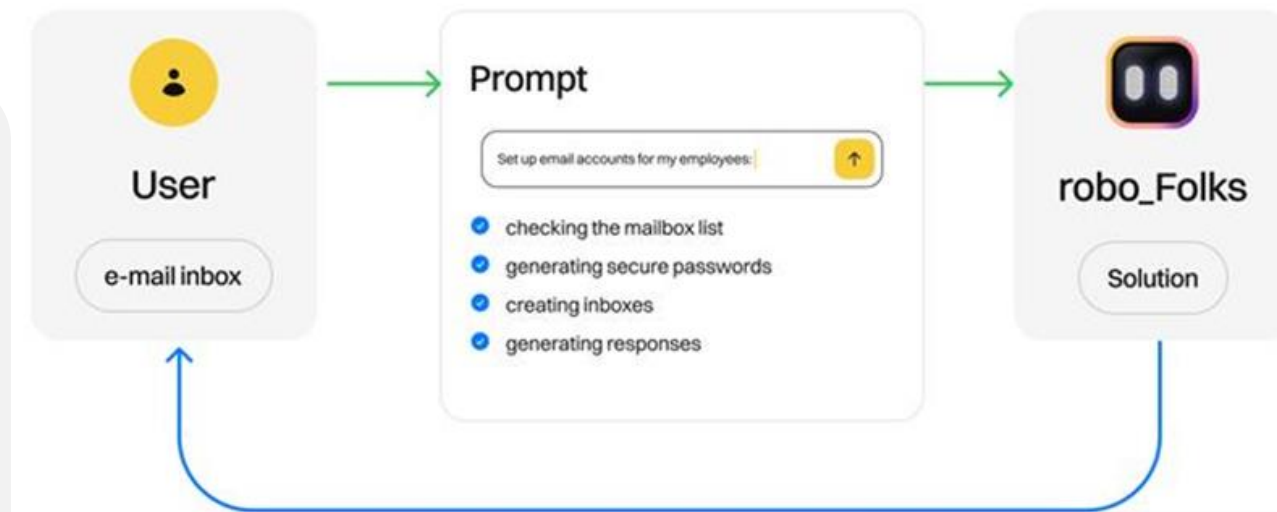 User
e-mail inbox
Prompt
Set up email accounts for my employees:
checking the mailbox list
generating secure passwords
creating inboxes
generating responses
robo_Folks
Solution